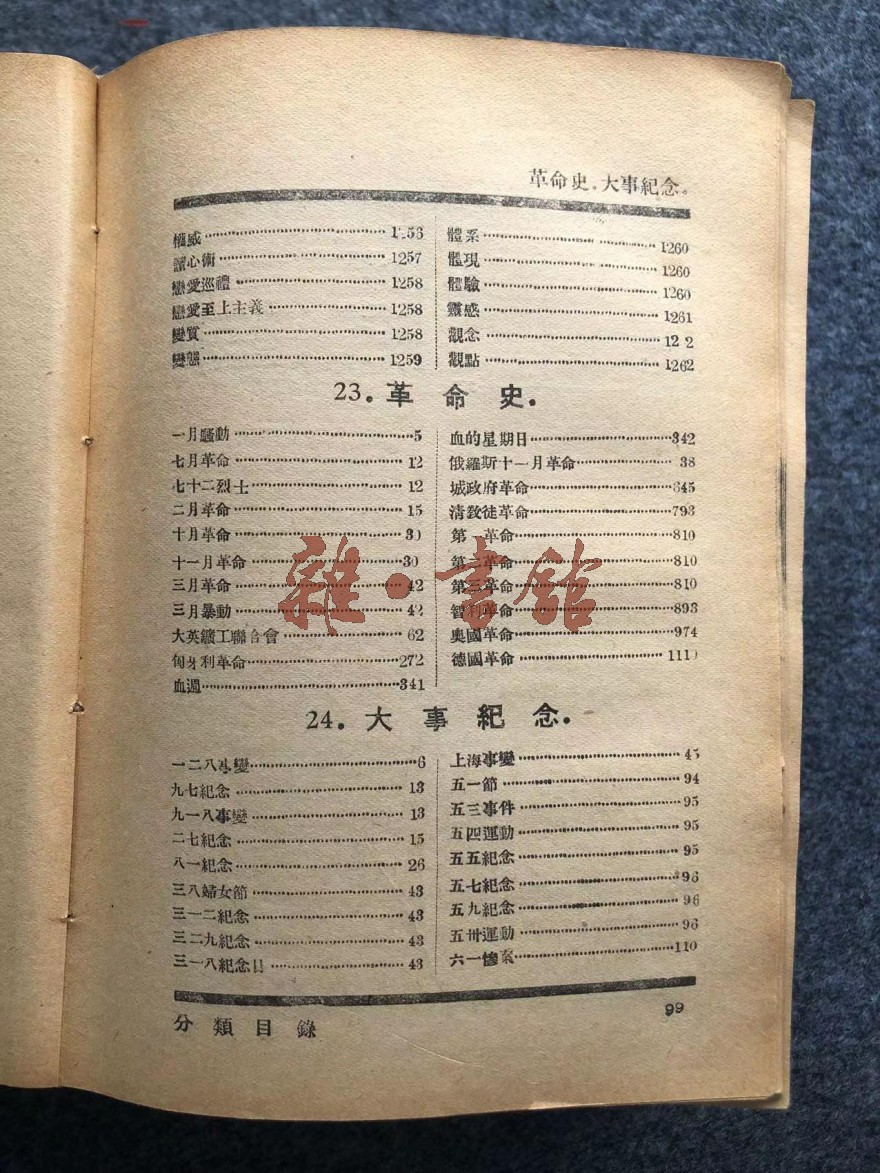 革命史．大事紀念。
權威 1256
讀心術 1257
戀愛巡禮 1258
戀愛至上主義 1258
變質 1258
變態 1259
體系 1260
體現 1260
體驗 1260
靈感 1261
觀念 12 2
觀點 1262
23．革命史．
一月騷動 5
七月革命 12
七十二烈士 12
二月革命 15
十月革命 30
十一月革命 30
三月革命 42
三月暴動 42
大英鑛工聯合會 62
匈牙利革命 272
血週 341
血的星期日 342
俄羅斯十一月革命 38
城政府革命 645
清敎徒革命 793
第一革命 810
第二革命 810
第三革命 810
智利革命 893
奧國革命 974
德國革命 111
24．大事紀念．
一二八事變 6
九七紀念 13
九一八事變 13
二七紀念 15
八一紀念 26
三八婦女節 43
三一二紀念 43
三二九紀念 43
三一八紀念日 43
上海事變 45
五一節 94
五三事件 95
五四運動 95
五五紀念 95
五七紀念 96
五九紀念 96
五卅運動 96
六一慘案 110
分類目錄
99
雜·書館